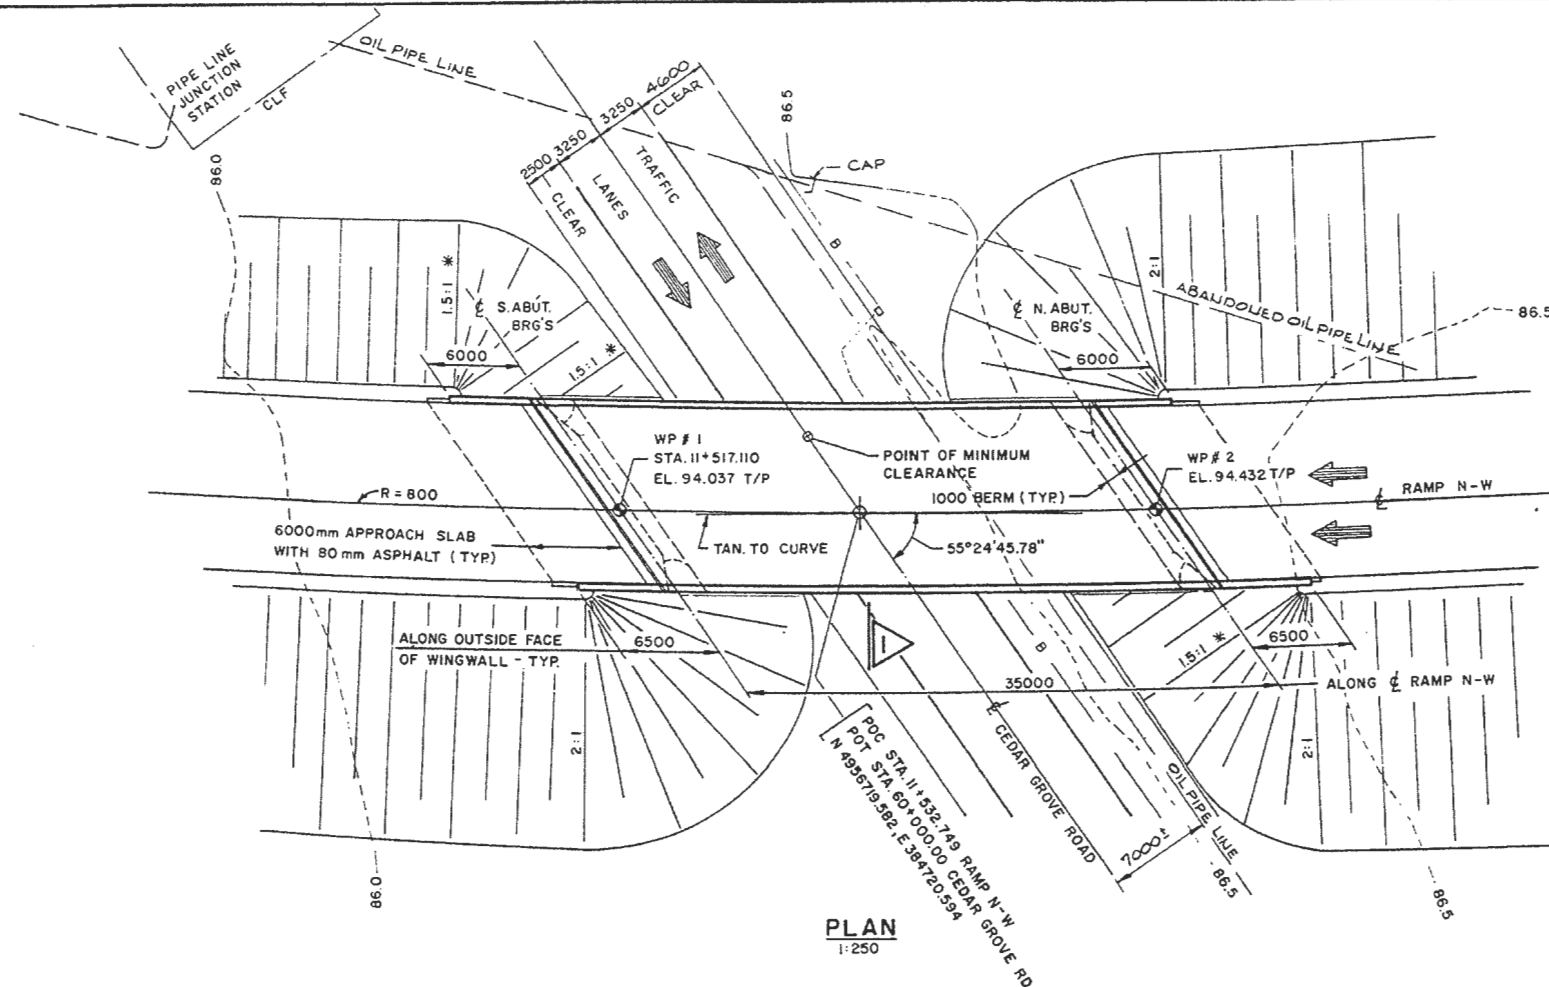 PIPE LINE
JUNCTION
STATION
CLF
OIL PIPE LINE
2500
3250
3250
4600
CLEAR
CLEAR
LANES
TRAFFIC
86.5
CAP
86.0
1.5:1 *
℄ S. ABUT.
BRG'S
6000
1.5:1 *
B
2:1
℄ N. ABUT.
BRG'S
6000
ABANDONED OIL PIPE LINE
86.5
WP # 1
STA. 11+517.110
EL. 94.037 T/P
POINT OF MINIMUM
CLEARANCE
1000 BERM (TYP.)
WP # 2
EL. 94.432 T/P
℄ RAMP N-W
R = 800
6000mm APPROACH SLAB
WITH 80 mm ASPHALT (TYP.)
TAN. TO CURVE
55°24'45.78"
ALONG OUTSIDE FACE
OF WINGWALL - TYP.
6500
1
B
1.5:1 *
6500
35000
ALONG ℄ RAMP N-W
2:1
2:1
℄ CEDAR GROVE ROAD
OIL PIPE LINE
7000±
POC STA. 11+532.749 RAMP N-W
POT STA. 60+000.00 CEDAR GROVE RD
N 4956719.582, E 384720.594
86.0
86.5
86.5
PLAN
1:250